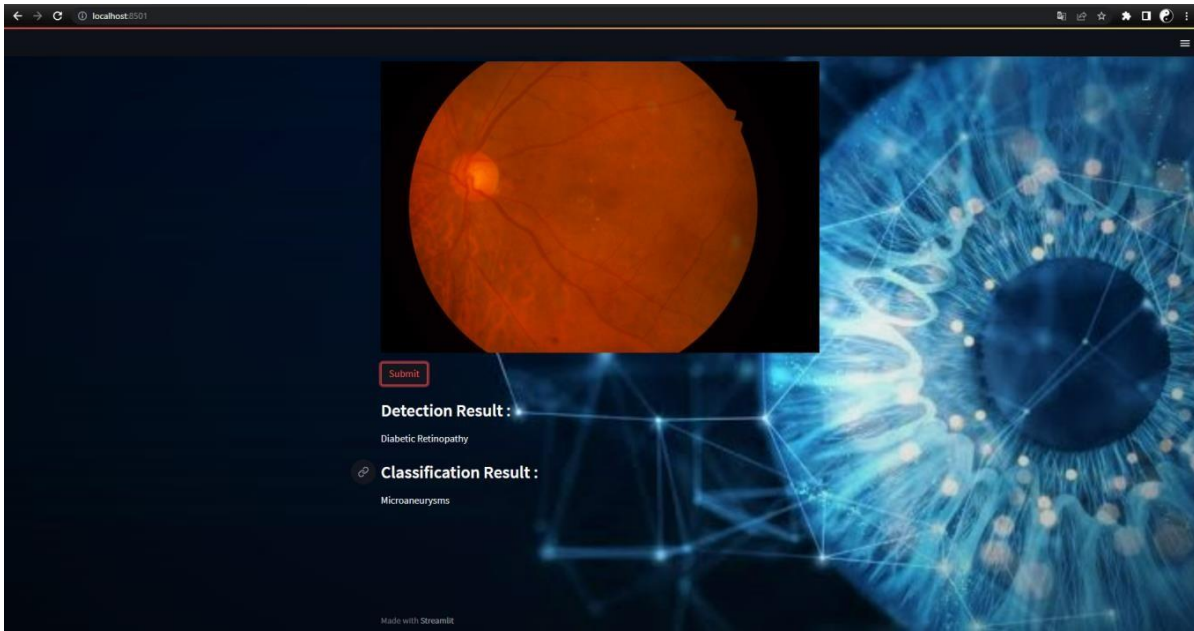 localhost:8501
Submit
Detection Result :
Diabetic Retinopathy
Classification Result :
Microaneurysms
Made with Streamlit